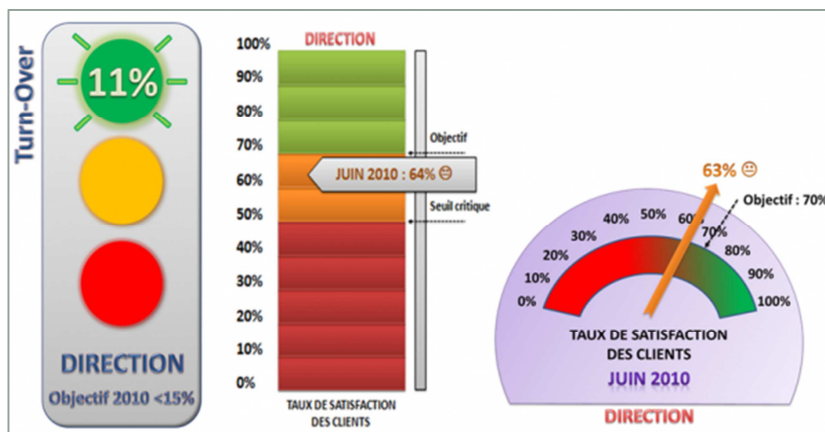 Turn-Over
11%
DIRECTION
Objectif 2010 <15%
DIRECTION
100%
90%
80%
70%
60%
50%
40%
30%
20%
10%
0%
Objectif
JUIN 2010 : 64%
Seuil critique
TAUX DE SATISFACTION
DES CLIENTS
63%
Objectif : 70%
0%
10%
20%
30%
40%
50%
60%
70%
80%
90%
100%
TAUX DE SATISFACTION
DES CLIENTS
JUIN 2010
DIRECTION